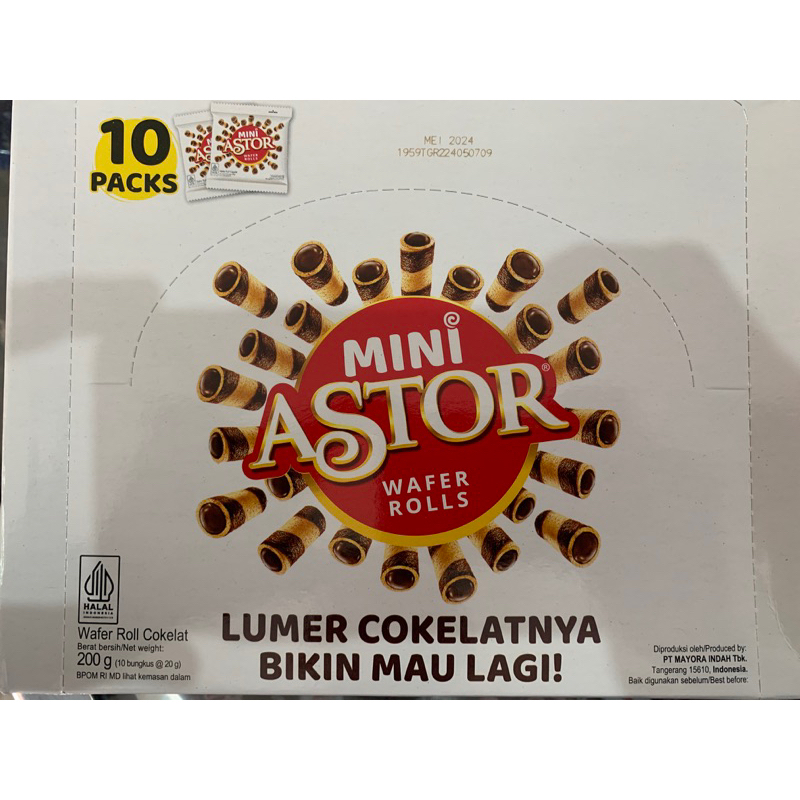 10
PACKS
MINI
ASTOR
WAFER
ROLLS
MEI 2024
1959TGR224050709
MINI
ASTOR®
WAFER
ROLLS
HALAL
INDONESIA
Wafer Roll Cokelat
Berat bersih/Net weight:
200 g (10 bungkus @ 20 g)
BPOM RI MD lihat kemasan dalam
LUMER COKELATNYA
BIKIN MAU LAGI!
Diproduksi oleh/Produced by:
PT MAYORA INDAH Tbk.
Tangerang 15610, Indonesia.
Baik digunakan sebelum/Best before: